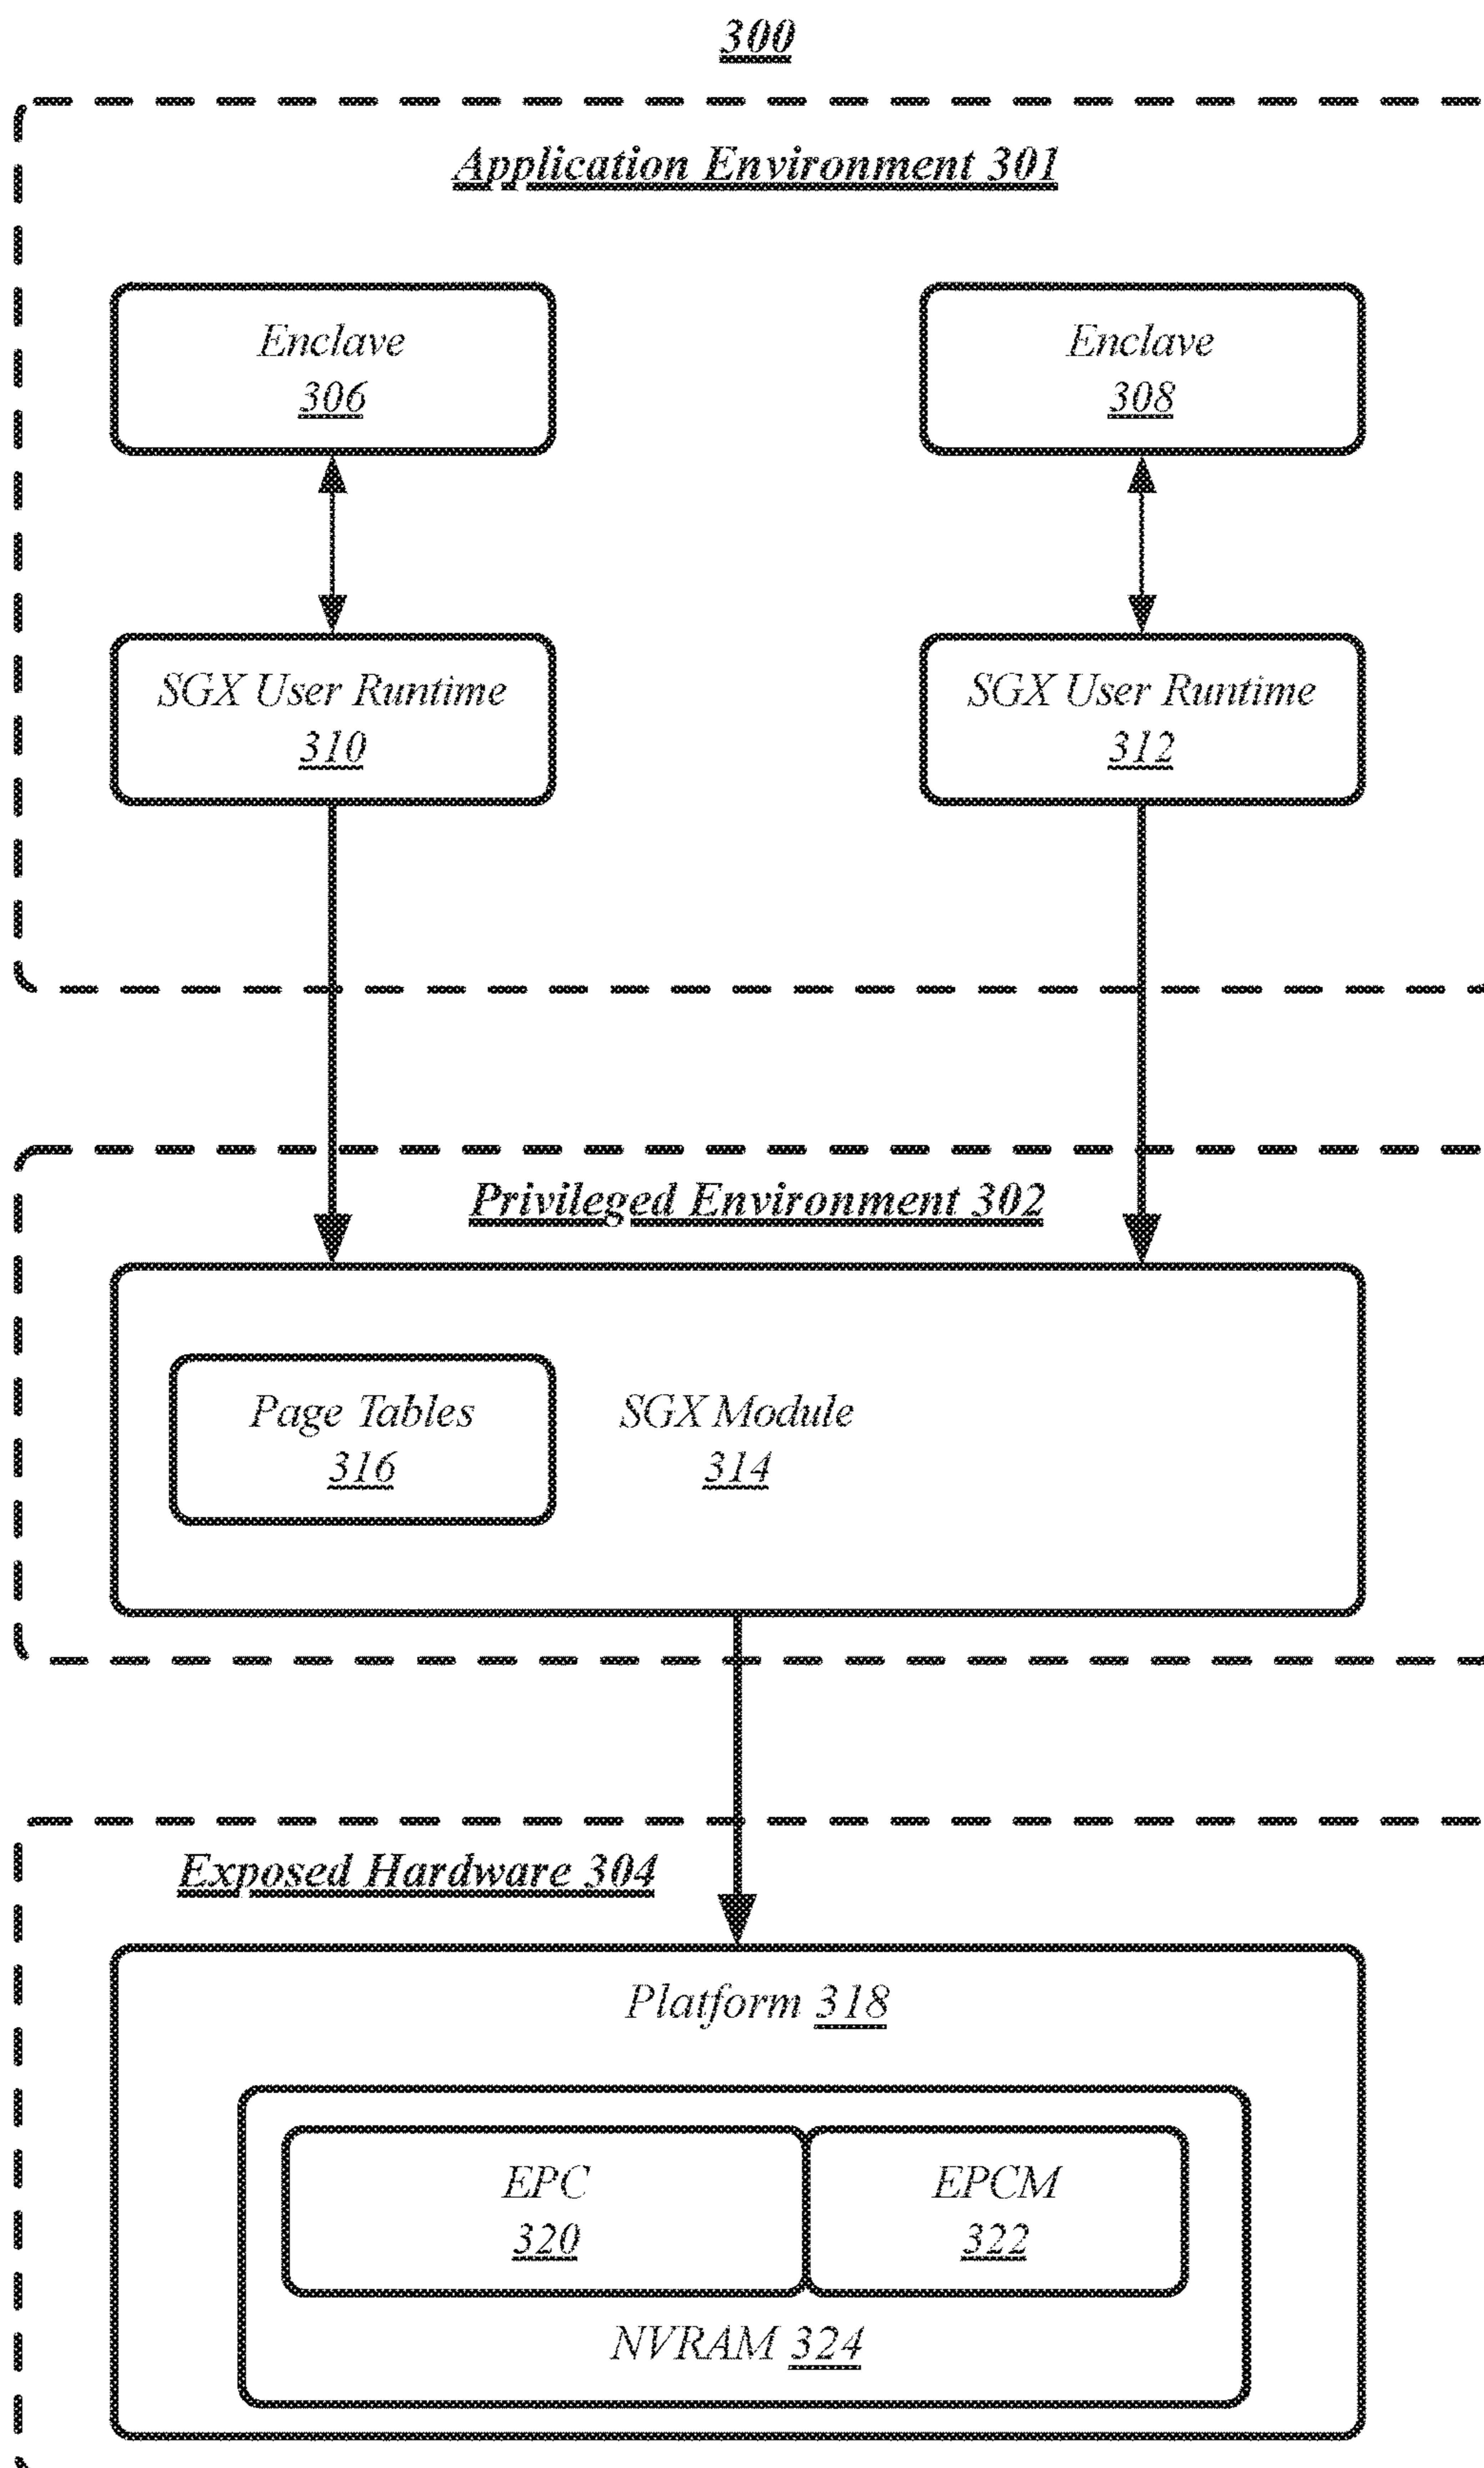 300
Application Environment 301
Enclave
306
Enclave
308
SGX User Runtime
310
SGX User Runtime
312
Privileged Environment 302
Page Tables
316
SGX Module
314
Exposed Hardware 304
Platform 318
EPC
320
EPCM
322
NVRAM 324